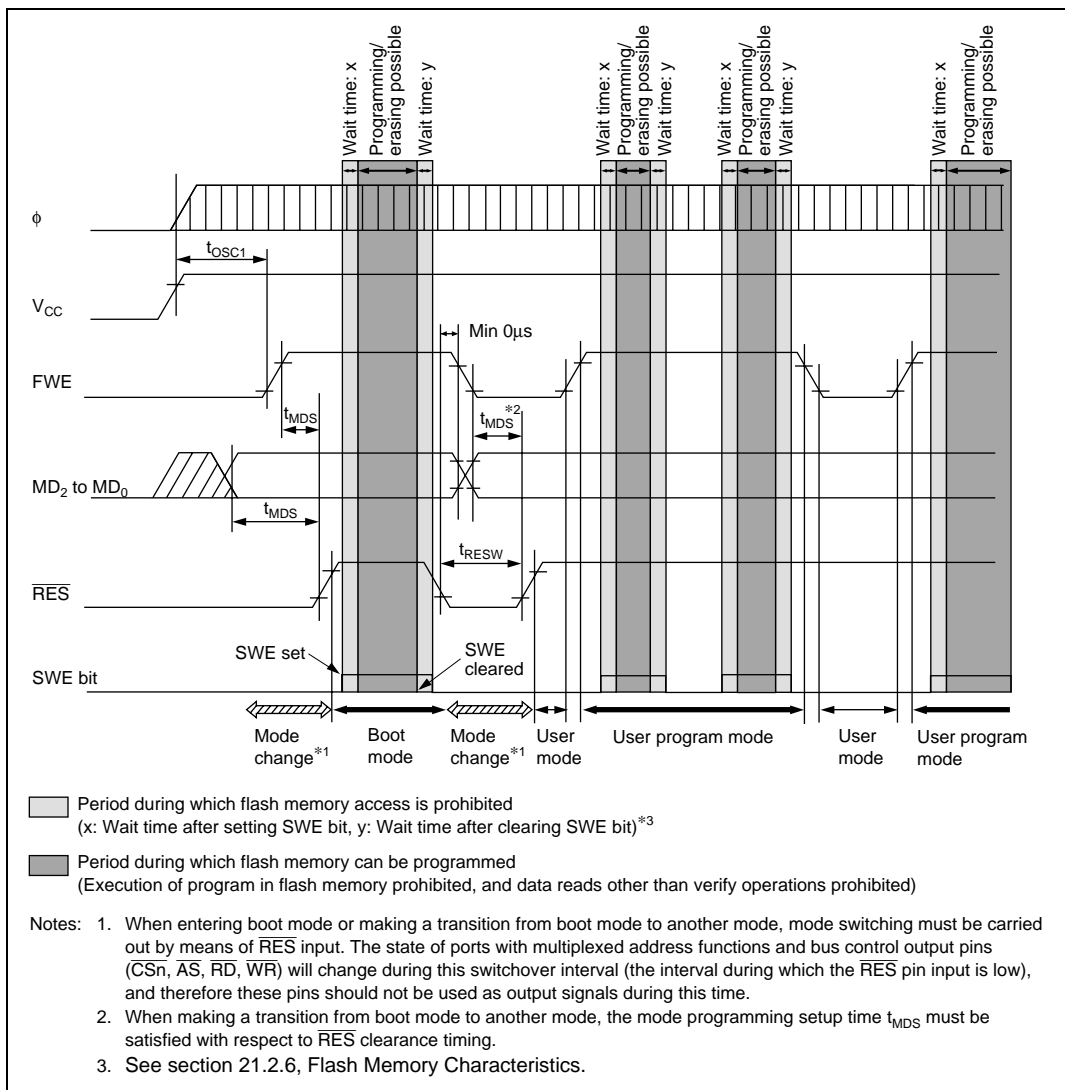 Wait time: x
Programming/
erasing possible
Wait time: y
Wait time: x
Programming/
erasing possible
Wait time: y
Wait time: x
Programming/
erasing possible
Wait time: y
Wait time: x
Programming/
erasing possible
φ
tOSC1
VCC
Min 0μs
FWE
tMDS
tMDS*2
MD2 to MD0
tMDS
tRESW
RES
SWE set
SWE
cleared
SWE bit
Mode
change*1
Boot
mode
Mode
change*1
User
mode
User program mode
User
mode
User program
mode
Period during which flash memory access is prohibited
(x: Wait time after setting SWE bit, y: Wait time after clearing SWE bit)*3
Period during which flash memory can be programmed
(Execution of program in flash memory prohibited, and data reads other than verify operations prohibited)
Notes: 1. When entering boot mode or making a transition from boot mode to another mode, mode switching must be carried
out by means of RES input. The state of ports with multiplexed address functions and bus control output pins
(CSn, AS, RD, WR) will change during this switchover interval (the interval during which the RES pin input is low),
and therefore these pins should not be used as output signals during this time.
2. When making a transition from boot mode to another mode, the mode programming setup time tMDS must be
satisfied with respect to RES clearance timing.
3. See section 21.2.6, Flash Memory Characteristics.